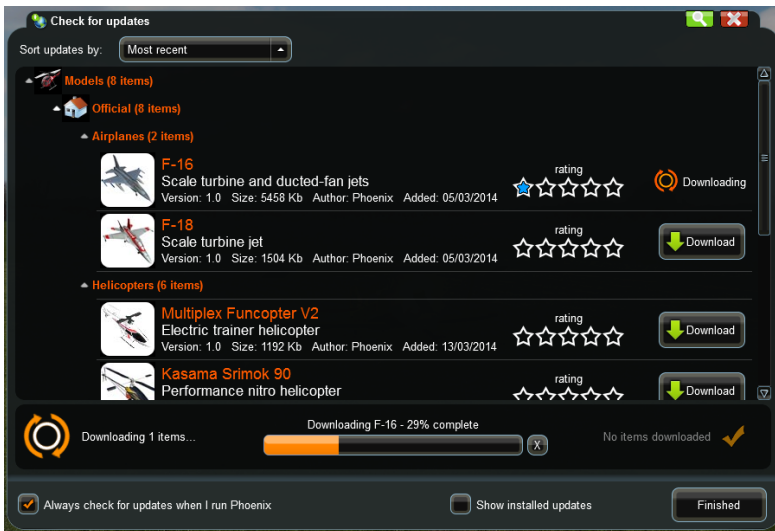 Check for updates
Sort updates by: Most recent
Models (8 items)
Official (8 items)
Airplanes (2 items)
F-16
Scale turbine and ducted-fan jets
Version: 1.0 Size: 5458 Kb Author: Phoenix Added: 05/03/2014
rating
Downloading
F-18
Scale turbine jet
Version: 1.0 Size: 1504 Kb Author: Phoenix Added: 05/03/2014
rating
Download
Helicopters (6 items)
Multiplex Funcopter V2
Electric trainer helicopter
Version: 1.0 Size: 1192 Kb Author: Phoenix Added: 13/03/2014
rating
Download
Kasama Srimok 90
Performance nitro helicopter
rating
Download
Downloading 1 items...
Downloading F-16 - 29% complete
X
No items downloaded
Always check for updates when I run Phoenix
Show installed updates
Finished